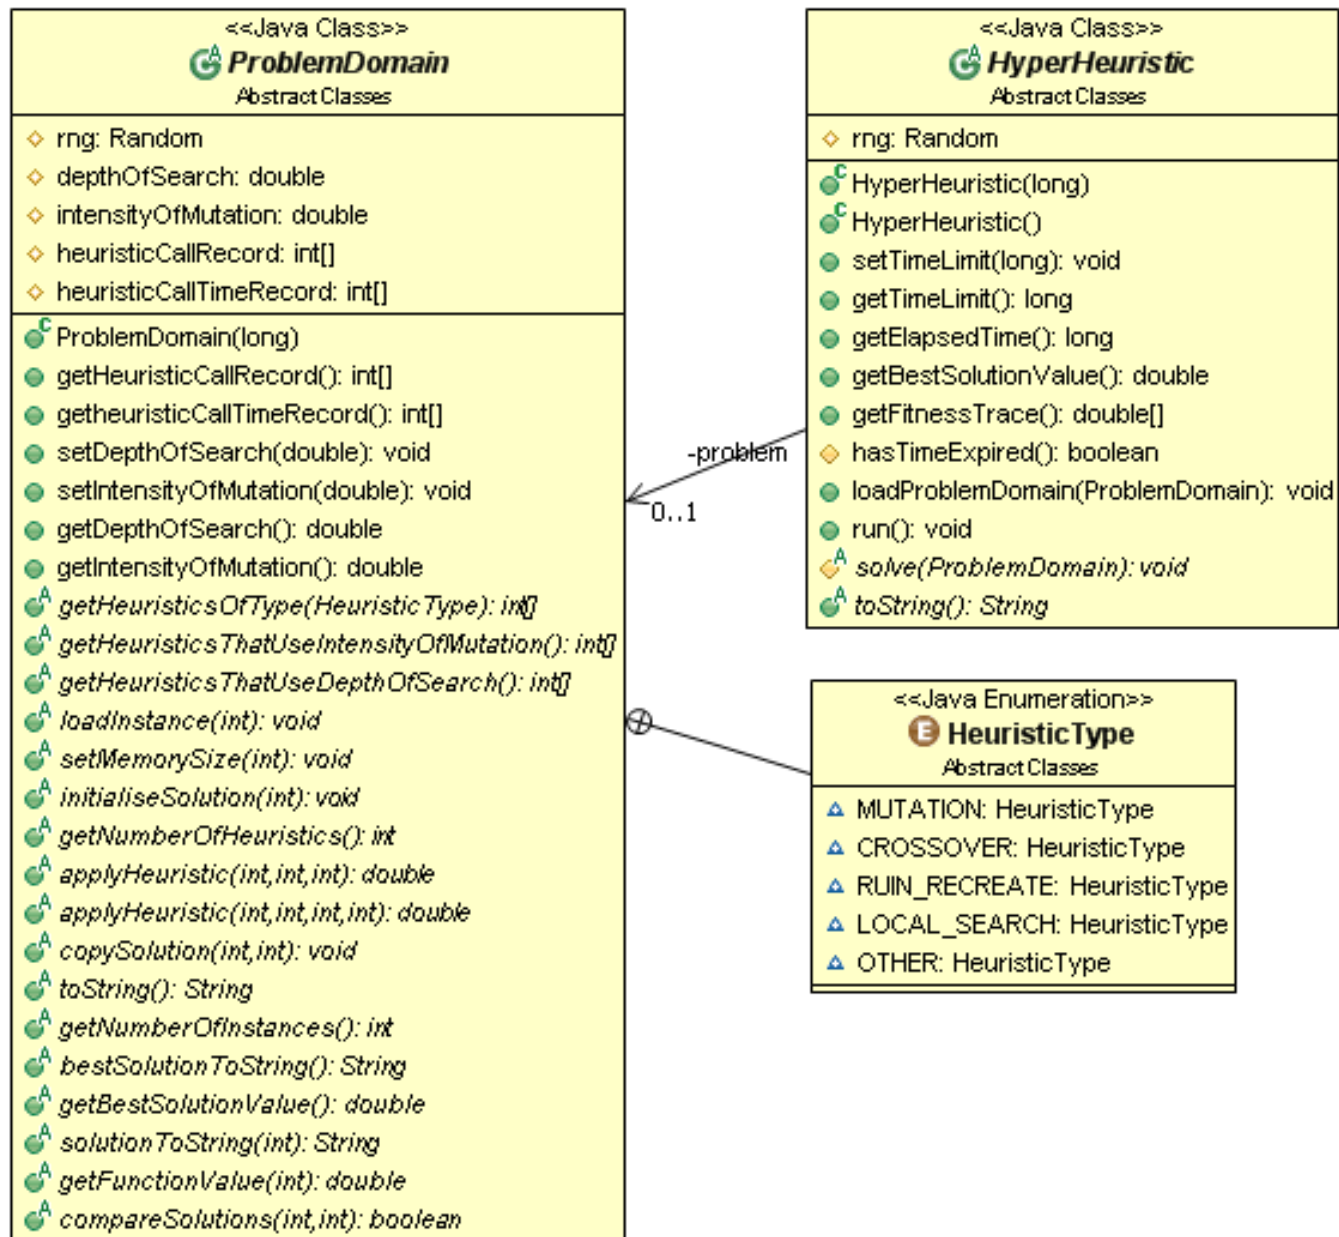 <<Java Class>>
ProblemDomain
AbstractClasses
rng: Random
depthOfSearch: double
intensityOfMutation: double
heuristicCallRecord: int[]
heuristicCallTimeRecord: int[]
ProblemDomain(long)
getHeuristicCallRecord(): int[]
getheuristicCallTimeRecord(): int[]
setDepthOfSearch(double): void
setIntensityOfMutation(double): void
getDepthOfSearch(): double
getIntensityOfMutation(): double
getHeuristicsOfType(HeuristicType): int[]
getHeuristicsThatUseIntensityOfMutation(): int[]
getHeuristicsThatUseDepthOfSearch(): int[]
loadInstance(int): void
setMemorySize(int): void
initialiseSolution(int): void
getNumberOfHeuristics(): int
applyHeuristic(int,int,int): double
applyHeuristic(int,int,int,int): double
copySolution(int,int): void
toString(): String
getNumberOfInstances(): int
bestSolutionToString(): String
getBestSolutionValue(): double
solutionToString(int): String
getFunctionValue(int): double
compareSolutions(int,int): boolean
-problem
0..1
<<Java Class>>
HyperHeuristic
AbstractClasses
rng: Random
HyperHeuristic(long)
HyperHeuristic()
setTimeLimit(long): void
getTimeLimit(): long
getElapsedTime(): long
getBestSolutionValue(): double
getFitnessTrace(): double[]
hasTimeExpired(): boolean
loadProblemDomain(ProblemDomain): void
run(): void
solve(ProblemDomain): void
toString(): String
<<Java Enumeration>>
HeuristicType
AbstractClasses
MUTATION: HeuristicType
CROSSOVER: HeuristicType
RUIN_RECREATE: HeuristicType
LOCAL_SEARCH: HeuristicType
OTHER: HeuristicType